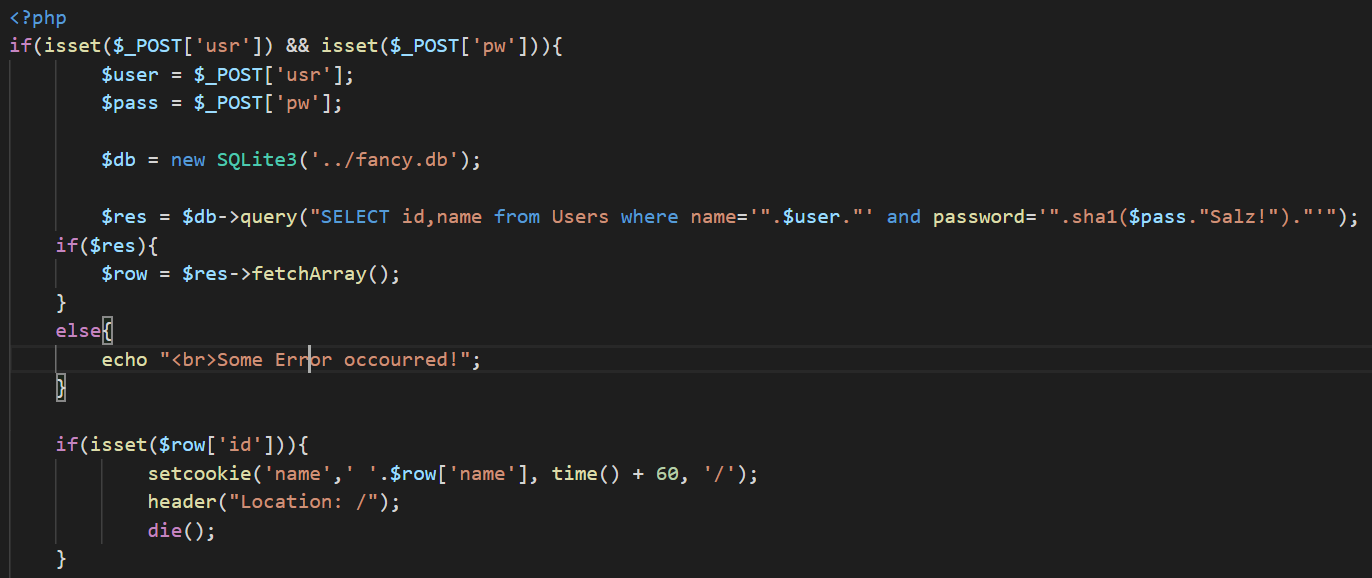 <?php
if(isset($_POST['usr']) && isset($_POST['pw'])){
        $user = $_POST['usr'];
        $pass = $_POST['pw'];

        $db = new SQLite3('../fancy.db');

        $res = $db->query("SELECT id,name from Users where name='".$user."' and password='".sha1($pass."Salz!")."'");
    if($res){
        $row = $res->fetchArray();
    }
    else{
        echo "<br>Some Error occourred!";
    }

    if(isset($row['id'])){
            setcookie('name',' '.$row['name'], time() + 60, '/');
            header("Location: /");
            die();
    }